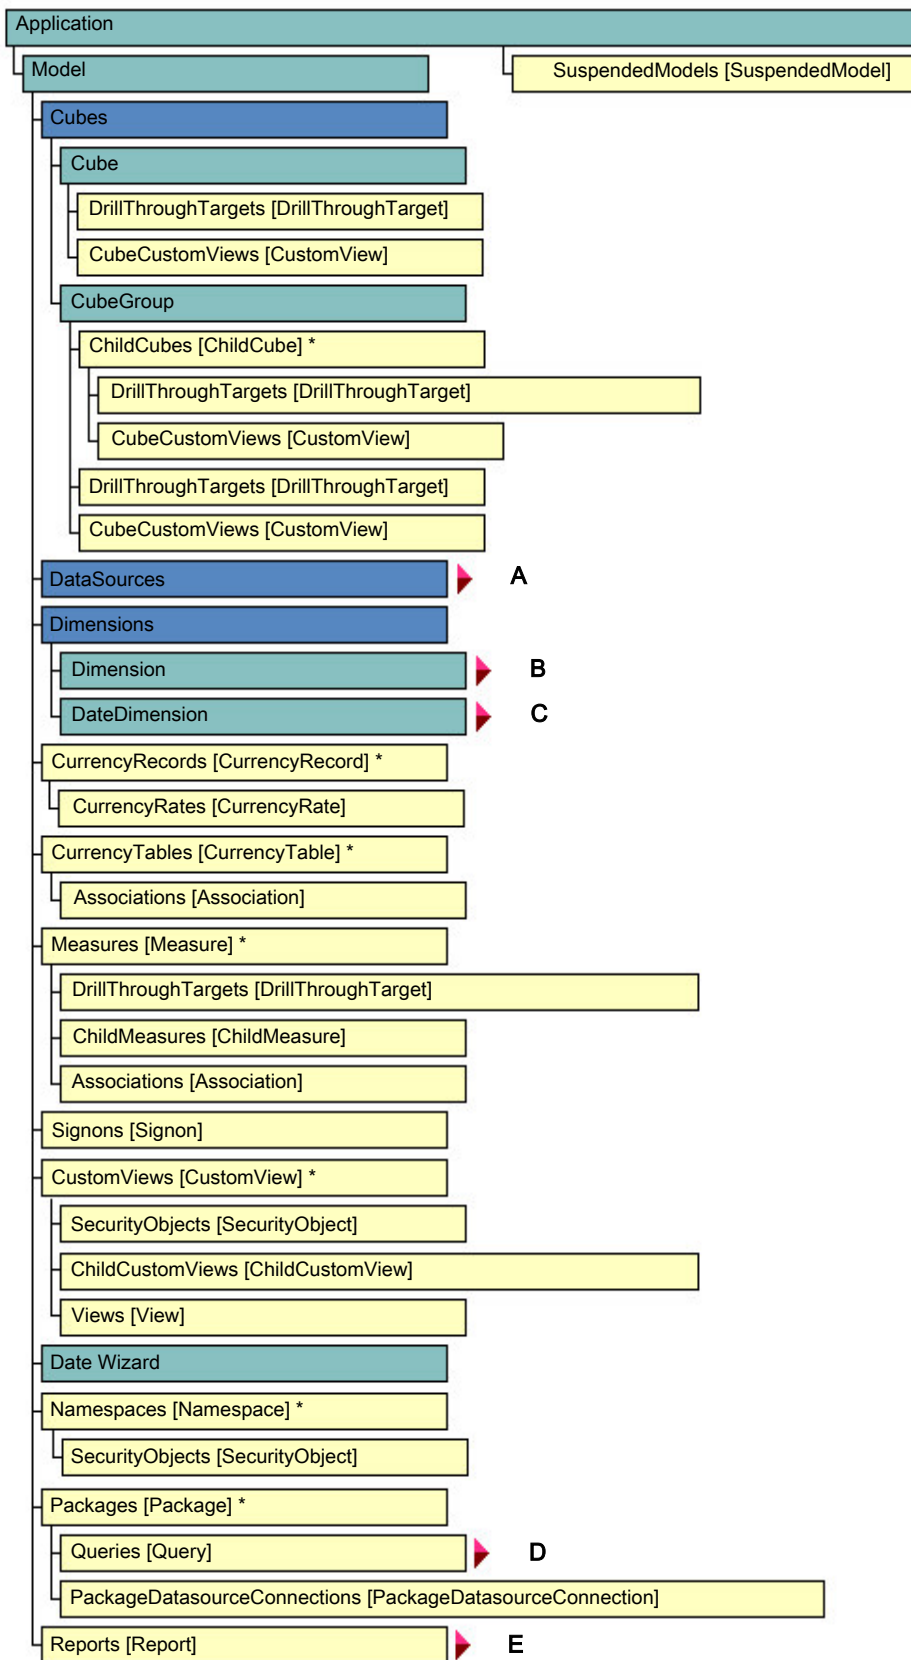 Application
Model
SuspendedModels [SuspendedModel]
Cubes
Cube
DrillThroughTargets [DrillThroughTarget]
CubeCustomViews [CustomView]
CubeGroup
ChildCubes [ChildCube] *
DrillThroughTargets [DrillThroughTarget]
CubeCustomViews [CustomView]
DrillThroughTargets [DrillThroughTarget]
CubeCustomViews [CustomView]
DataSources A
Dimensions
Dimension B
DateDimension C
CurrencyRecords [CurrencyRecord] *
CurrencyRates [CurrencyRate]
CurrencyTables [CurrencyTable] *
Associations [Association]
Measures [Measure] *
DrillThroughTargets [DrillThroughTarget]
ChildMeasures [ChildMeasure]
Associations [Association]
Signons [Signon]
CustomViews [CustomView] *
SecurityObjects [SecurityObject]
ChildCustomViews [ChildCustomView]
Views [View]
Date Wizard
Namespaces [Namespace] *
SecurityObjects [SecurityObject]
Packages [Package] *
Queries [Query] D
PackageDatasourceConnections [PackageDatasourceConnection]
Reports [Report] E